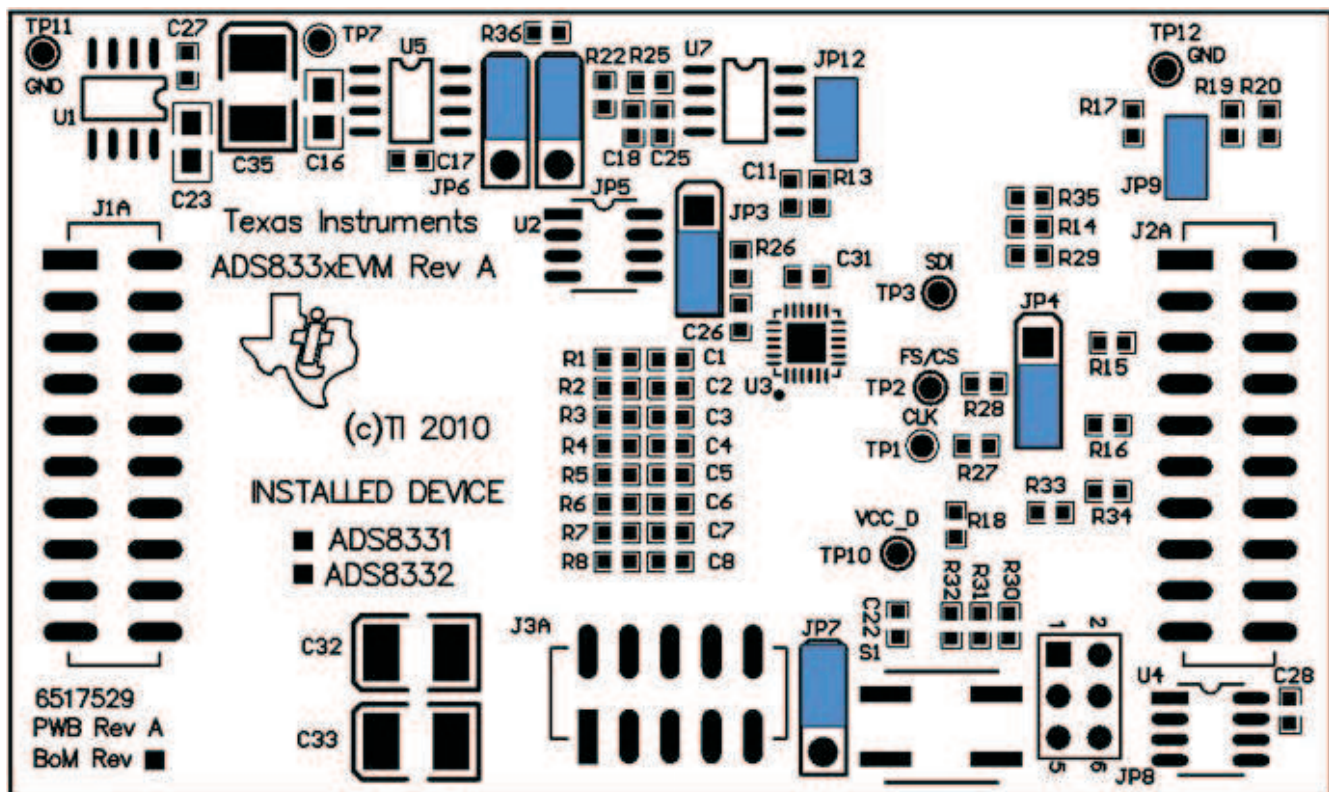 TP11
GND
U1
C27
C23
C35
TP7
C16
U5
C17
R36
JP6
JP5
R22
R25
C18
C25
U7
JP12
C11
R13
TP12
GND
R17
R19
R20
JP9
J1A
Texas Instruments
ADS833xEVM Rev A
U2
JP3
R26
C31
C26
SDI
TP3
R35
R14
R29
J2A
JP4
R15
U3
FS/CS
TP2
R28
CLK
TP1
R27
R16
R1
C1
R2
C2
R3
C3
R4
C4
R5
C5
R6
C6
R7
C7
R8
C8
(c)TI 2010
INSTALLED DEVICE
ADS8331
ADS8332
VCC_D
TP10
R18
R33
R34
C32
C33
J3A
JP7
C22
S1
R32
R31
R30
1
2
5
6
JP8
U4
C28
6517529
PWB Rev A
BoM Rev